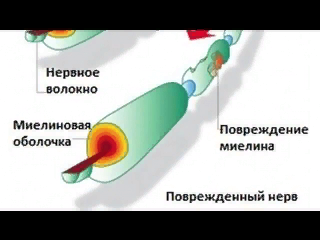 Нервное
волокно
Миелиновая
оболочка
Повреждение
миелина
Поврежденный нерв